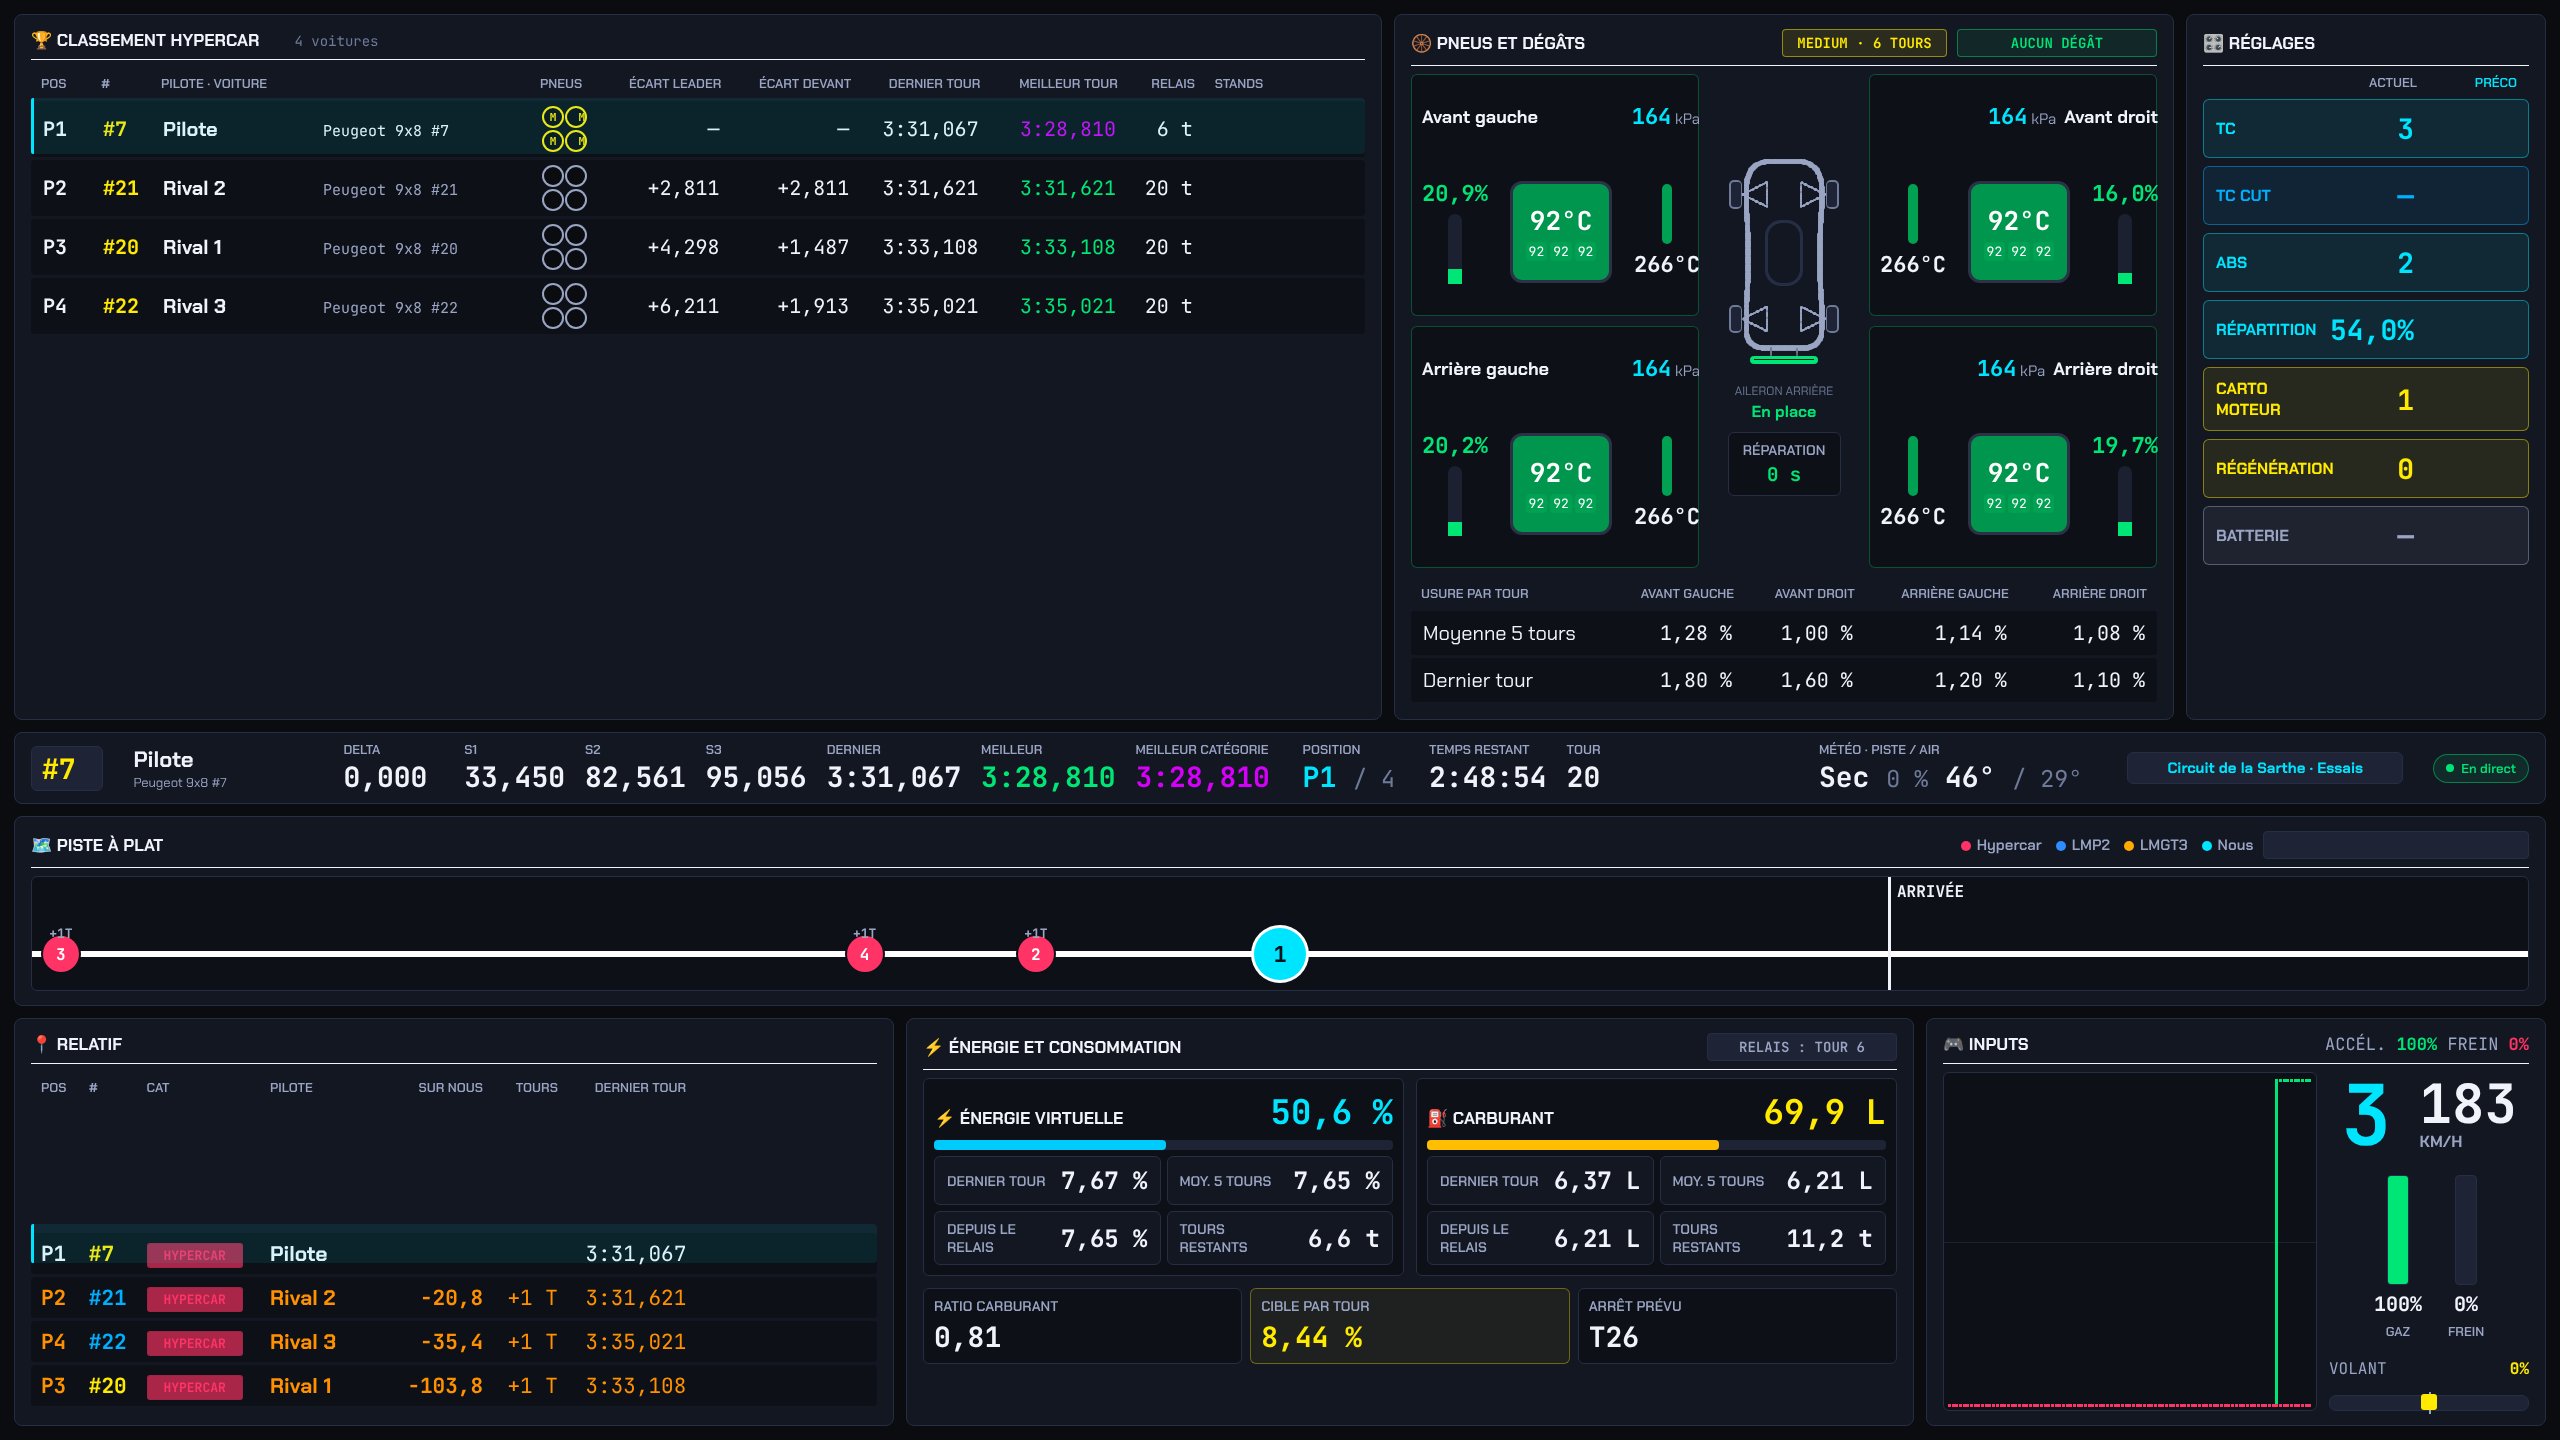 🏆 CLASSEMENT HYPERCAR 4 voitures
POS # PILOTE · VOITURE PNEUS ÉCART LEADER ÉCART DEVANT DERNIER TOUR MEILLEUR TOUR RELAIS STANDS
P1 #7 Pilote Peugeot 9x8 #7 M M M M — — 3:31,067 3:28,810 6 t
P2 #21 Rival 2 Peugeot 9x8 #21 +2,811 +2,811 3:31,621 3:31,621 20 t
P3 #20 Rival 1 Peugeot 9x8 #20 +4,298 +1,487 3:33,108 3:33,108 20 t
P4 #22 Rival 3 Peugeot 9x8 #22 +6,211 +1,913 3:35,021 3:35,021 20 t
PNEUS ET DÉGÂTS MEDIUM · 6 TOURS AUCUN DÉGÂT
Avant gauche 164 kPa
20,9% 92°C 92 92 92 266°C
164 kPa Avant droit
266°C 92°C 92 92 92 16,0%
Arrière gauche 164 kPa
20,2% 92°C 92 92 92 266°C
164 kPa Arrière droit
266°C 92°C 92 92 92 19,7%
AILERON ARRIÈRE
En place
RÉPARATION
0 s
USURE PAR TOUR AVANT GAUCHE AVANT DROIT ARRIÈRE GAUCHE ARRIÈRE DROIT
Moyenne 5 tours 1,28 % 1,00 % 1,14 % 1,08 %
Dernier tour 1,80 % 1,60 % 1,20 % 1,10 %
RÉGLAGES
ACTUEL PRÉCO
TC 3
TC CUT —
ABS 2
RÉPARTITION 54,0%
CARTO MOTEUR 1
RÉGÉNÉRATION 0
BATTERIE —
#7 Pilote
Peugeot 9x8 #7
DELTA S1 S2 S3 DERNIER MEILLEUR MEILLEUR CATÉGORIE POSITION TEMPS RESTANT TOUR MÉTÉO · PISTE / AIR
0,000 33,450 82,561 95,056 3:31,067 3:28,810 3:28,810 P1 / 4 2:48:54 20 Sec 0 % 46° / 29°
Circuit de la Sarthe · Essais
En direct
PISTE À PLAT Hypercar LMP2 LMGT3 Nous
ARRIVÉE
+1T +1T +1T
3 4 2 1
RELATIF
POS # CAT PILOTE SUR NOUS TOURS DERNIER TOUR
P1 #7 HYPERCAR Pilote 3:31,067
P2 #21 HYPERCAR Rival 2 -20,8 +1 T 3:31,621
P4 #22 HYPERCAR Rival 3 -35,4 +1 T 3:35,021
P3 #20 HYPERCAR Rival 1 -103,8 +1 T 3:33,108
⚡ ÉNERGIE ET CONSOMMATION RELAIS : TOUR 6
⚡ ÉNERGIE VIRTUELLE 50,6 %
DERNIER TOUR 7,67 % MOY. 5 TOURS 7,65 %
DEPUIS LE RELAIS 7,65 % TOURS RESTANTS 6,6 t
CARBURANT 69,9 L
DERNIER TOUR 6,37 L MOY. 5 TOURS 6,21 L
DEPUIS LE RELAIS 6,21 L TOURS RESTANTS 11,2 t
RATIO CARBURANT CIBLE PAR TOUR ARRÊT PRÉVU
0,81 8,44 % T26
INPUTS ACCÉL. 100% FREIN 0%
3 183
KM/H
100% 0%
GAZ FREIN
VOLANT 0%